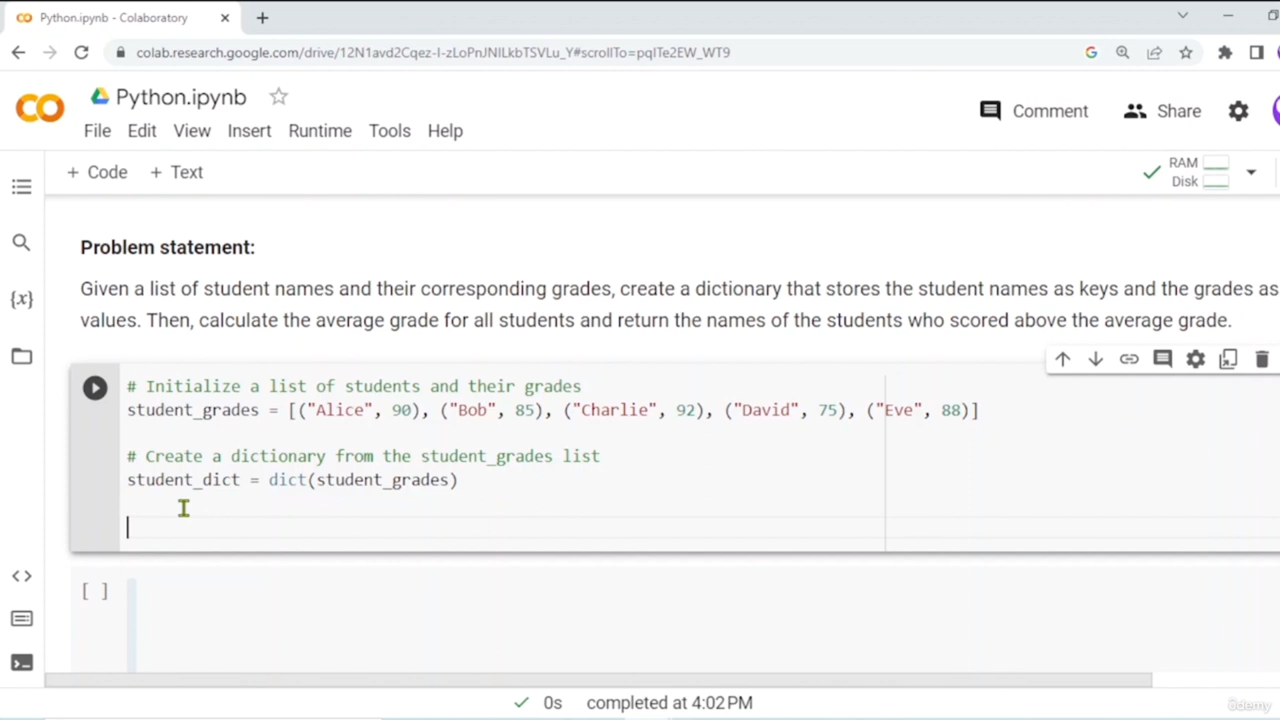 Python.ipynb - Colaboratory
colab.research.google.com/drive/12N1avd2Cqez-I-zLoPnJNlLkbTSVLu_Y#scrollTo=pqlTe2EW_WT9
Python.ipynb
Comment
Share
File Edit View Insert Runtime Tools Help
+ Code + Text
RAM
Disk
Problem statement:
Given a list of student names and their corresponding grades, create a dictionary that stores the student names as keys and the grades as
values. Then, calculate the average grade for all students and return the names of the students who scored above the average grade.
# Initialize a list of students and their grades
student_grades = [("Alice", 90), ("Bob", 85), ("Charlie", 92), ("David", 75), ("Eve", 88)]
# Create a dictionary from the student_grades list
student_dict = dict(student_grades)
[ ]
0s completed at 4:02 PM
ûdemy